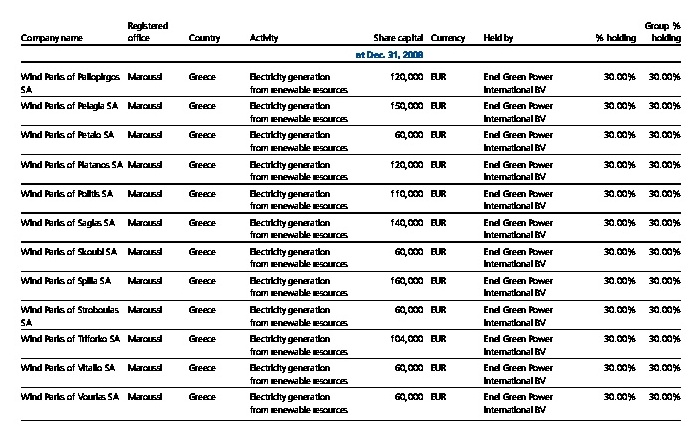 Company name Registered office Country Activity Share capital Currency Held by % holding Group % holding
at Dec. 31, 2008
Wind Parks of Paliopirgos SA Maroussi Greece Electricity generation from renewable resources 120,000 EUR Enel Green Power International BV 30.00% 30.00%
Wind Parks of Pelagia SA Maroussi Greece Electricity generation from renewable resources 150,000 EUR Enel Green Power International BV 30.00% 30.00%
Wind Parks of Petalo SA Maroussi Greece Electricity generation from renewable resources 60,000 EUR Enel Green Power International BV 30.00% 30.00%
Wind Parks of Platanos SA Maroussi Greece Electricity generation from renewable resources 120,000 EUR Enel Green Power International BV 30.00% 30.00%
Wind Parks of Politis SA Maroussi Greece Electricity generation from renewable resources 110,000 EUR Enel Green Power International BV 30.00% 30.00%
Wind Parks of Sagias SA Maroussi Greece Electricity generation from renewable resources 140,000 EUR Enel Green Power International BV 30.00% 30.00%
Wind Parks of Skoubi SA Maroussi Greece Electricity generation from renewable resources 60,000 EUR Enel Green Power International BV 30.00% 30.00%
Wind Parks of Spilia SA Maroussi Greece Electricity generation from renewable resources 160,000 EUR Enel Green Power International BV 30.00% 30.00%
Wind Parks of Stroboulas SA Maroussi Greece Electricity generation from renewable resources 60,000 EUR Enel Green Power International BV 30.00% 30.00%
Wind Parks of Triforko SA Maroussi Greece Electricity generation from renewable resources 104,000 EUR Enel Green Power International BV 30.00% 30.00%
Wind Parks of Vitalio SA Maroussi Greece Electricity generation from renewable resources 60,000 EUR Enel Green Power International BV 30.00% 30.00%
Wind Parks of Vourlas SA Maroussi Greece Electricity generation from renewable resources 60,000 EUR Enel Green Power International BV 30.00% 30.00%